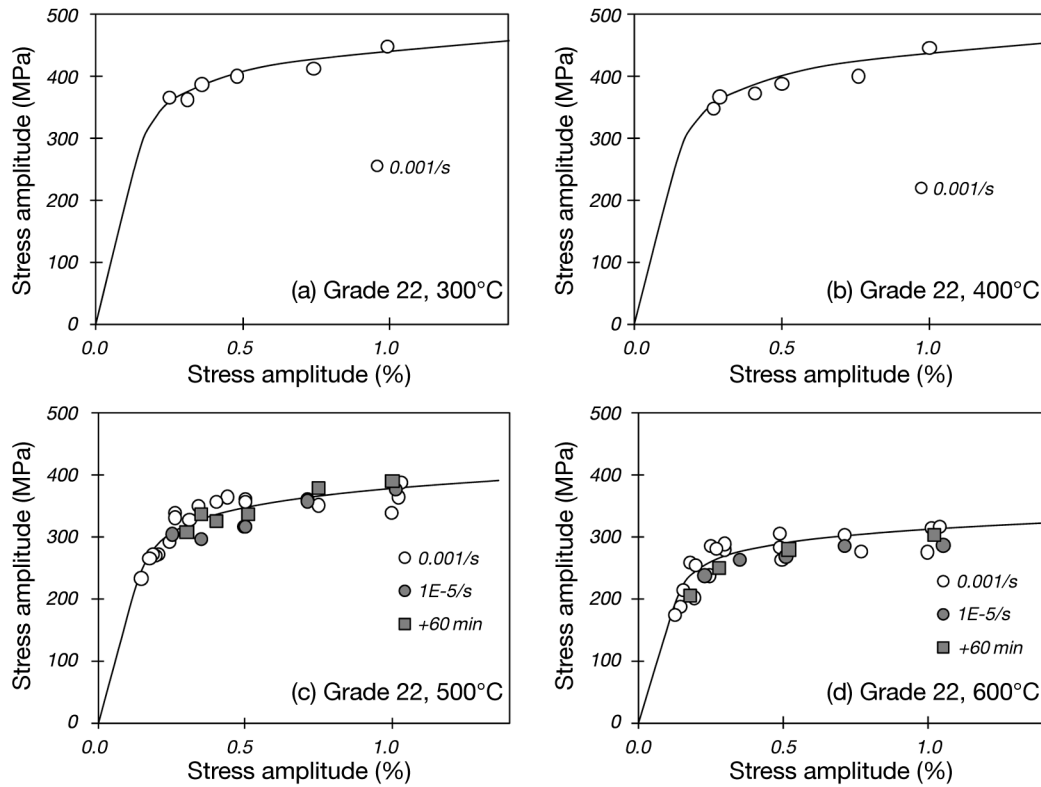 500
400
300
200
100
0
0.0
0.5
1.0
Stress amplitude (MPa)
Stress amplitude (%)
0.001/s
(a) Grade 22, 300°C
500
400
300
200
100
0
0.0
0.5
1.0
Stress amplitude (MPa)
Stress amplitude (%)
0.001/s
(b) Grade 22, 400°C
500
400
300
200
100
0
0.0
0.5
1.0
Stress amplitude (MPa)
Stress amplitude (%)
0.001/s
1E-5/s
+60 min
(c) Grade 22, 500°C
500
400
300
200
100
0
0.0
0.5
1.0
Stress amplitude (MPa)
Stress amplitude (%)
0.001/s
1E-5/s
+60 min
(d) Grade 22, 600°C